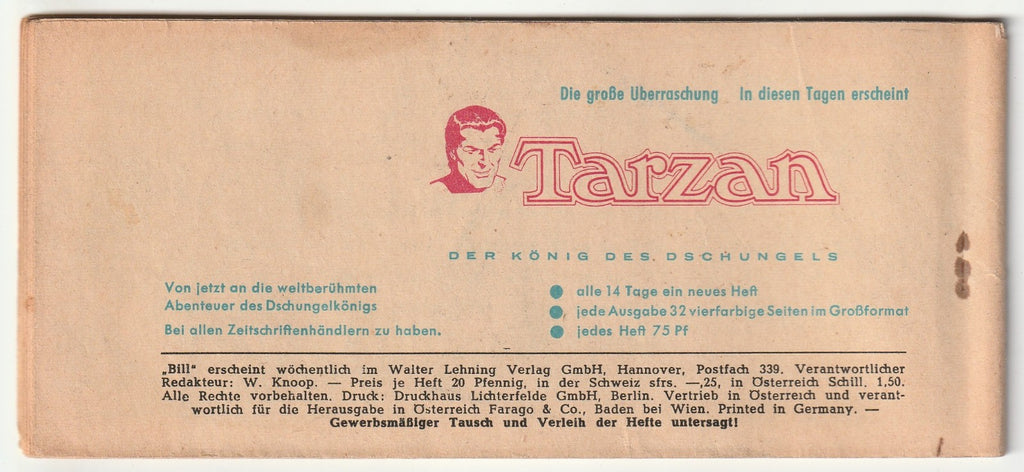 Die große Überraschung In diesen Tagen erscheint
Tarzan
DER KÖNIG DES DSCHUNGELS
Von jetzt an die weltberühmten
Abenteuer des Dschungelkönigs
Bei allen Zeitschriftenhändlern zu haben.
● alle 14 Tage ein neues Heft
● jede Ausgabe 32 vierfarbige Seiten im Großformat
● jedes Heft 75 Pf
„Bill“ erscheint wöchentlich im Walter Lehning Verlag GmbH, Hannover, Postfach 339. Verantwortlicher
Redakteur: W. Knoop. — Preis je Heft 20 Pfennig, in der Schweiz sfrs. —,25, in Österreich Schill. 1,50.
Alle Rechte vorbehalten. Druck: Druckhaus Lichterfelde GmbH, Berlin. Vertrieb in Österreich und verant-
wortlich für die Herausgabe in Österreich Farago & Co., Baden bei Wien. Printed in Germany. —
Gewerbsmäßiger Tausch und Verleih der Hefte untersagt!